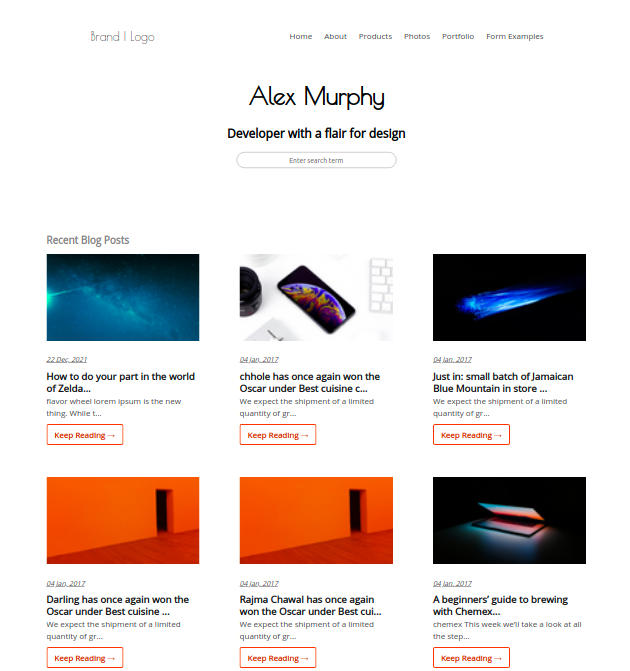 Brand | Logo
Home About Products Photos Portfolio Form Examples
Alex Murphy
Developer with a flair for design
Enter search term
Recent Blog Posts
22 Dec, 2021
How to do your part in the world
of Zelda...
flavor wheel lorem ipsum is the new
thing. While t...
Keep Reading →
04 Jan, 2017
chhole has once again won the
Oscar under Best cuisine c...
We expect the shipment of a limited
quantity of gr...
Keep Reading →
04 Jan, 2017
Just in: small batch of Jamaican
Blue Mountain in store ...
We expect the shipment of a limited
quantity of gr...
Keep Reading →
04 Jan, 2017
Darling has once again won the
Oscar under Best cuisine ...
We expect the shipment of a limited
quantity of gr...
Keep Reading →
04 Jan, 2017
Rajma Chawal has once again
won the Oscar under Best cui...
We expect the shipment of a limited
quantity of gr...
Keep Reading →
04 Jan, 2017
A beginners’ guide to brewing
with Chemex...
chemex This week we’ll take a look at all
the step...
Keep Reading →